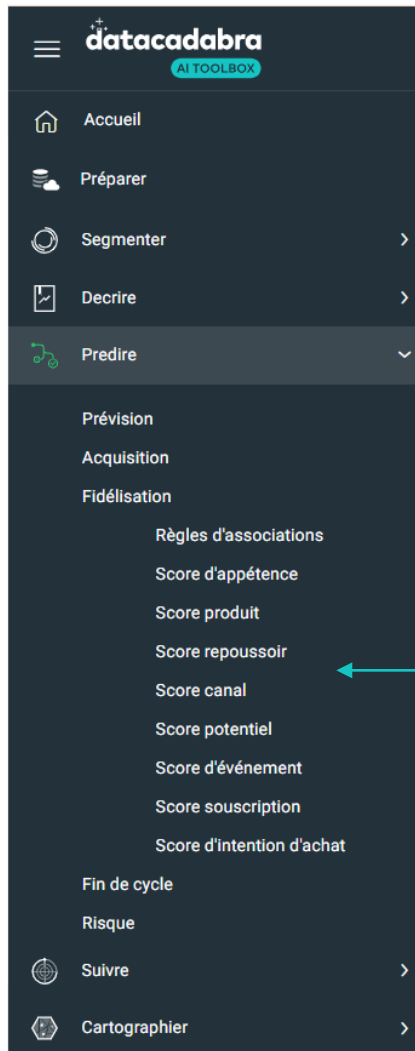 datacadabra
AI TOOLBOX
Accueil
Préparer
Segmenter
Decrire
Predire
Prévision
Acquisition
Fidélisation
Règles d'associations
Score d'appétence
Score produit
Score repoussoir
Score canal
Score potentiel
Score d'événement
Score souscription
Score d'intention d'achat
Fin de cycle
Risque
Suivre
Cartographier